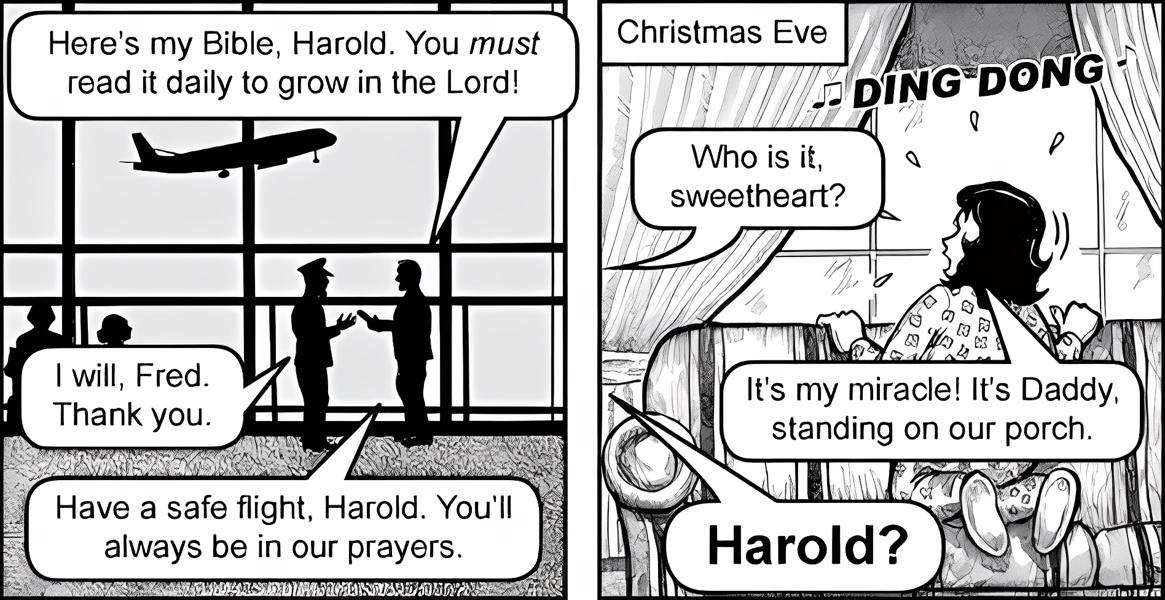 Here's my Bible, Harold. You must
read it daily to grow in the Lord!
I will, Fred.
Thank you.
Have a safe flight, Harold. You'll
always be in our prayers.
Christmas Eve
♫ DING DONG ♪
Who is it,
sweetheart?
It's my miracle! It's Daddy,
standing on our porch.
Harold?